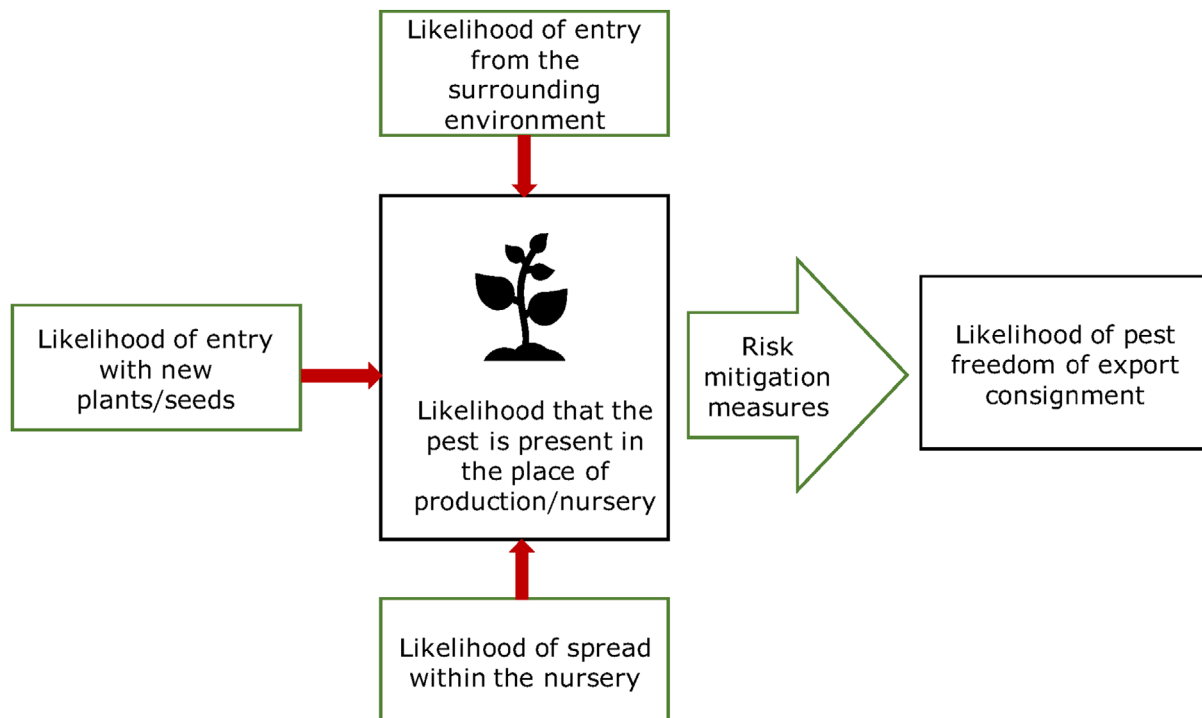 Likelihood of entry
from the
surrounding
environment
Likelihood of entry
with new
plants/seeds
Likelihood that the
pest is present in
the place of
production/nursery
Risk
mitigation
measures
Likelihood of pest
freedom of export
consignment
Likelihood of spread
within the nursery